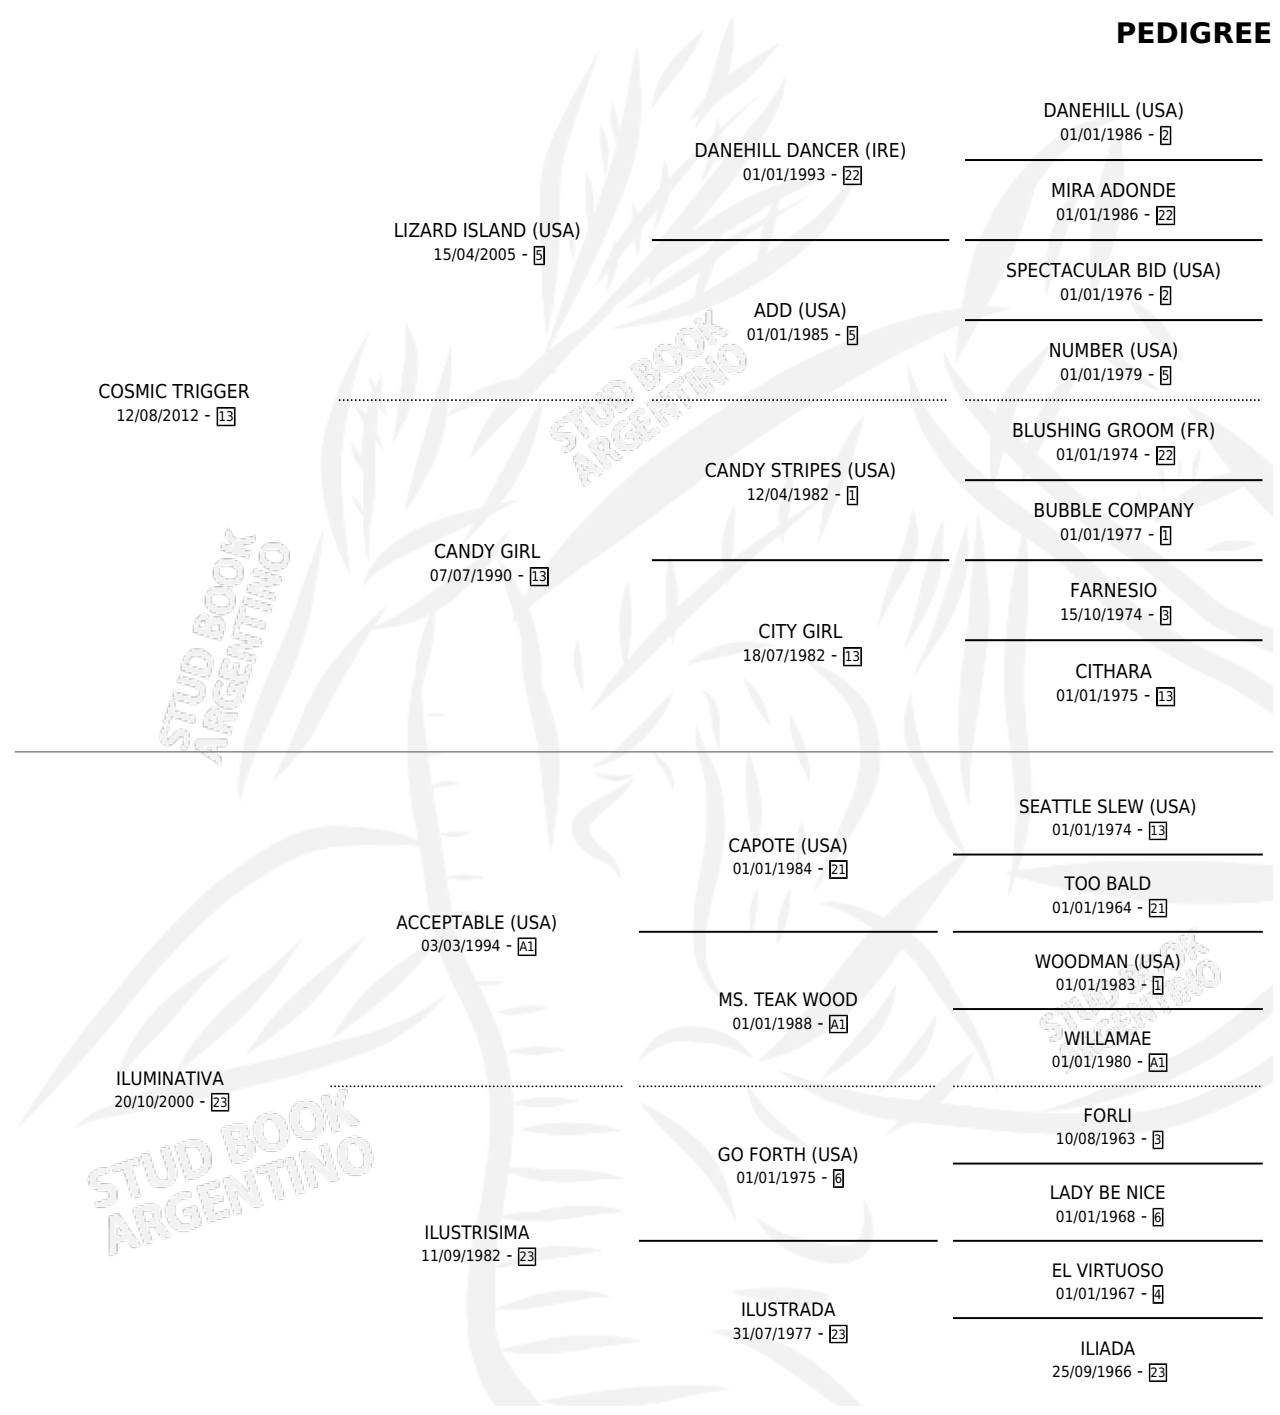 PEDIGREE
DANEHILL (USA)
01/01/1986 - 2
DANEHILL DANCER (IRE)
01/01/1993 - 22
MIRA ADONDE
01/01/1986 - 22
LIZARD ISLAND (USA)
15/04/2005 - 5
SPECTACULAR BID (USA)
01/01/1976 - 2
ADD (USA)
01/01/1985 - 5
NUMBER (USA)
01/01/1979 - 5
COSMIC TRIGGER
12/08/2012 - 13
BLUSHING GROOM (FR)
01/01/1974 - 22
CANDY STRIPES (USA)
12/04/1982 - 1
BUBBLE COMPANY
01/01/1977 - 1
CANDY GIRL
07/07/1990 - 13
FARNESIO
15/10/1974 - 3
CITY GIRL
18/07/1982 - 13
CITHARA
01/01/1975 - 13
STUD BOOK
ARGENTINO
STUD BOOK
ARGENTINO
SEATTLE SLEW (USA)
01/01/1974 - 13
CAPOTE (USA)
01/01/1984 - 21
TOO BALD
01/01/1964 - 21
ACCEPTABLE (USA)
03/03/1994 - A1
WOODMAN (USA)
01/01/1983 - 1
MS. TEAK WOOD
01/01/1988 - A1
WILLAMAE
01/01/1980 - A1
STUD BOOK
ARGENTINO
ILUMINATIVA
20/10/2000 - 23
FORLI
10/08/1963 - 3
GO FORTH (USA)
01/01/1975 - 6
LADY BE NICE
01/01/1968 - 6
STUD BOOK
ARGENTINO
ILUSTRISIMA
11/09/1982 - 23
EL VIRTUOSO
01/01/1967 - 4
ILUSTRADA
31/07/1977 - 23
ILIADA
25/09/1966 - 23